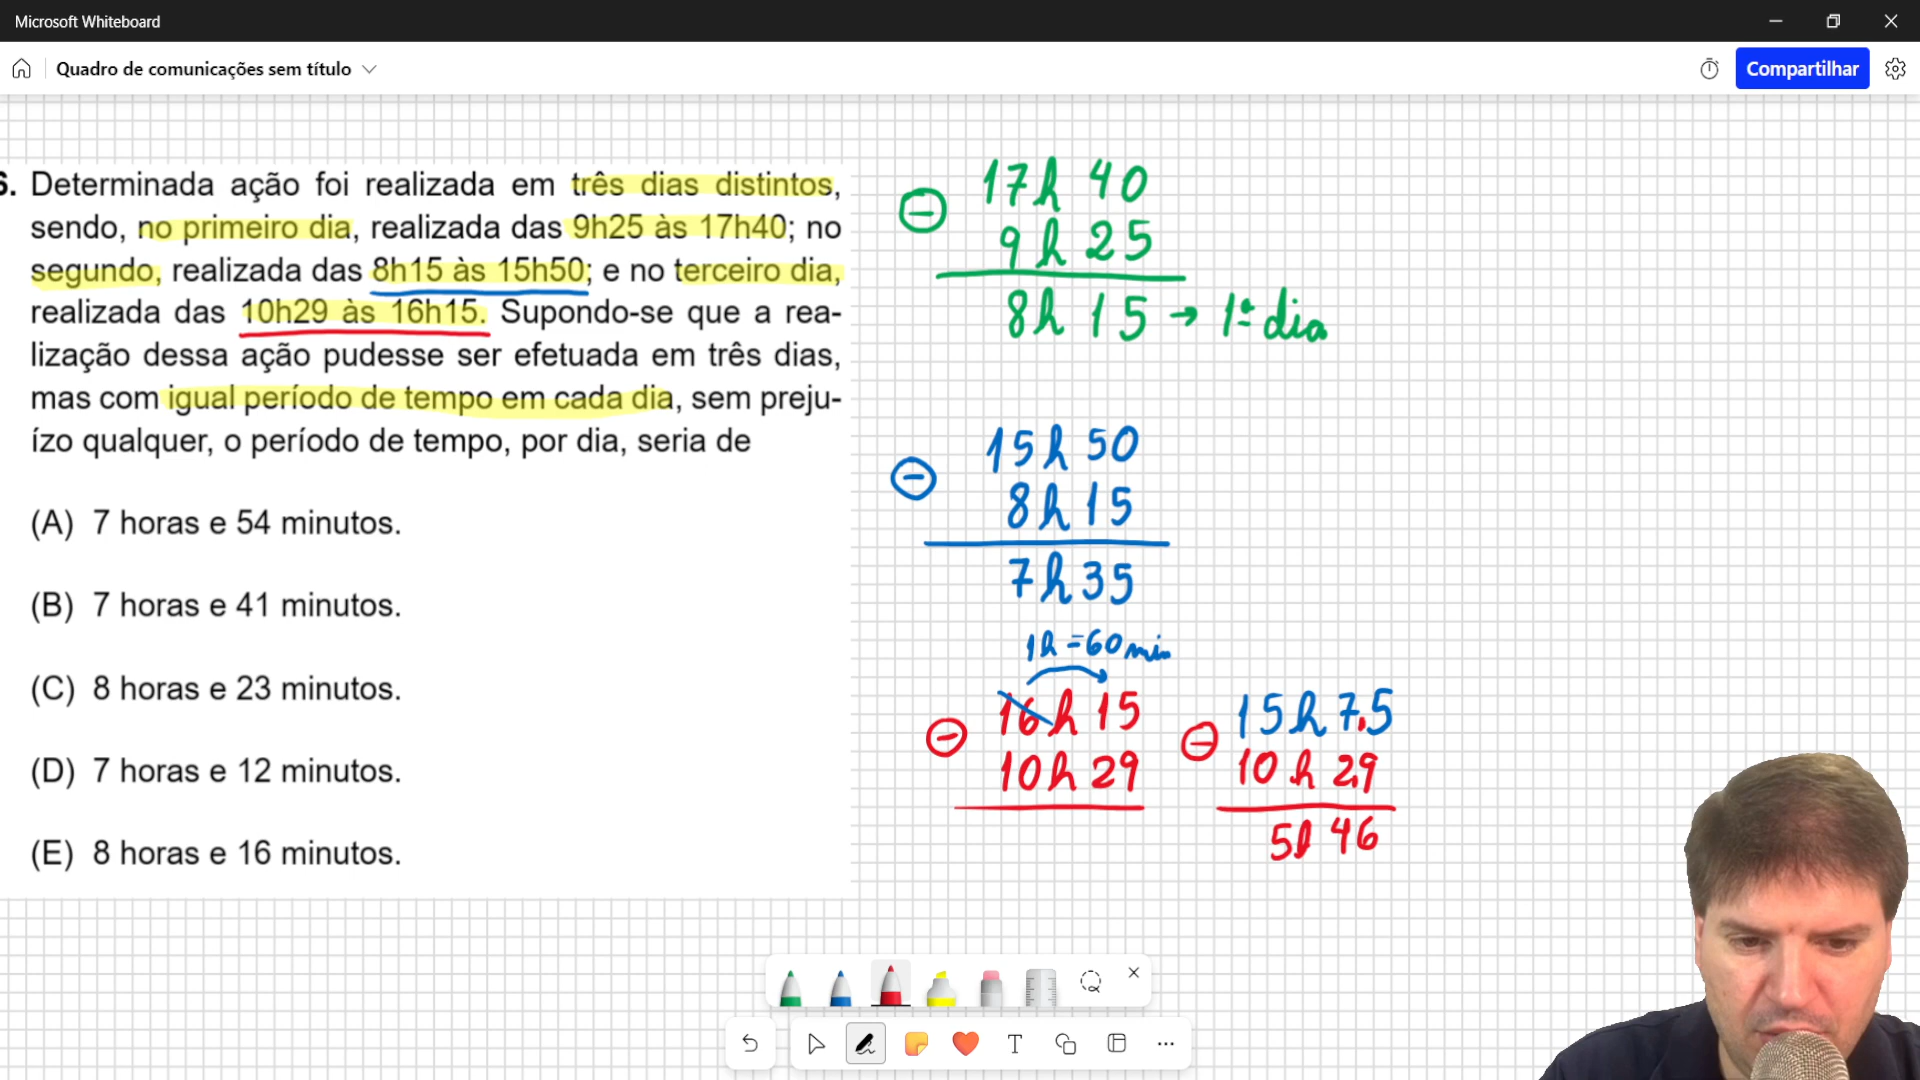 Microsoft Whiteboard
Quadro de comunicações sem título
Compartilhar
6. Determinada ação foi realizada em três dias distintos,
sendo, no primeiro dia, realizada das 9h25 às 17h40; no
segundo, realizada das 8h15 às 15h50; e no terceiro dia,
realizada das 10h29 às 16h15. Supondo-se que a rea-
lização dessa ação pudesse ser efetuada em três dias,
mas com igual período de tempo em cada dia, sem preju-
ízo qualquer, o período de tempo, por dia, seria de
(A) 7 horas e 54 minutos.
(B) 7 horas e 41 minutos.
(C) 8 horas e 23 minutos.
(D) 7 horas e 12 minutos.
(E) 8 horas e 16 minutos.
17h 40
9h 25
8h 15 → 1º dia
15h 50
8h 15
7h 35
1h = 60 min
16h 15
10h 29
15h 7.5
10h 29
5h 46